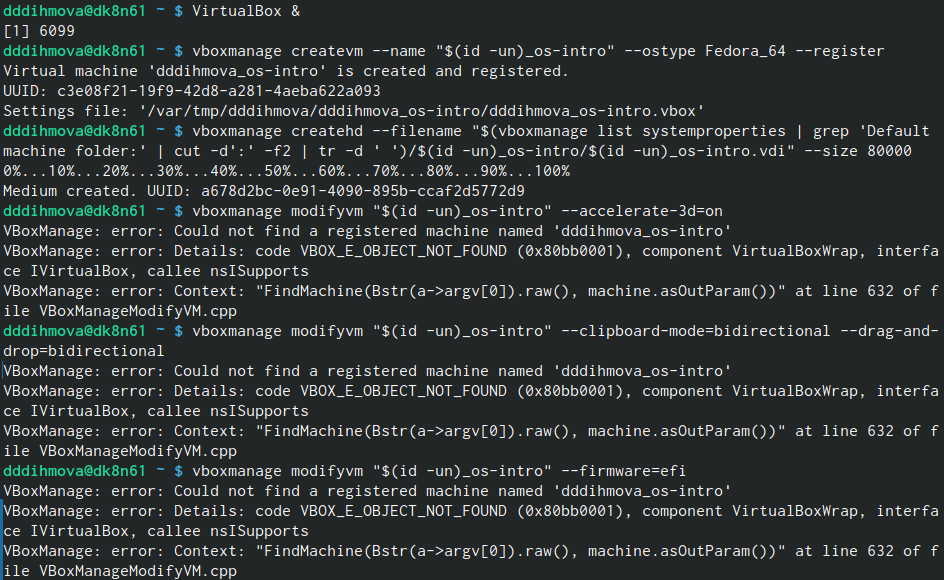 dddihmova@dk8n61 ~ $ VirtualBox &
[1] 6099
dddihmova@dk8n61 ~ $ vboxmanage createvm --name "$(id -un)_os-intro" --ostype Fedora_64 --register
Virtual machine 'dddihmova_os-intro' is created and registered.
UUID: c3e08f21-19f9-42d8-a281-4aeba622a093
Settings file: '/var/tmp/dddihmova/dddihmova_os-intro/dddihmova_os-intro.vbox'
dddihmova@dk8n61 ~ $ vboxmanage createhd --filename "$(vboxmanage list systemproperties | grep 'Default
machine folder:' | cut -d':' -f2 | tr -d ' ')/$(id -un)_os-intro/$(id -un)_os-intro.vdi" --size 80000
0%...10%...20%...30%...40%...50%...60%...70%...80%...90%...100%
Medium created. UUID: a678d2bc-0e91-4090-895b-ccaf2d5772d9
dddihmova@dk8n61 ~ $ vboxmanage modifyvm "$(id -un)_os-intro" --accelerate-3d=on
VBoxManage: error: Could not find a registered machine named 'dddihmova_os-intro'
VBoxManage: error: Details: code VBOX_E_OBJECT_NOT_FOUND (0x80bb0001), component VirtualBoxWrap, interfa
ce IVirtualBox, callee nsISupports
VBoxManage: error: Context: "FindMachine(Bstr(a->argv[0]).raw(), machine.asOutParam())" at line 632 of f
ile VBoxManageModifyVM.cpp
dddihmova@dk8n61 ~ $ vboxmanage modifyvm "$(id -un)_os-intro" --clipboard-mode=bidirectional --drag-and-
drop=bidirectional
VBoxManage: error: Could not find a registered machine named 'dddihmova_os-intro'
VBoxManage: error: Details: code VBOX_E_OBJECT_NOT_FOUND (0x80bb0001), component VirtualBoxWrap, interfa
ce IVirtualBox, callee nsISupports
VBoxManage: error: Context: "FindMachine(Bstr(a->argv[0]).raw(), machine.asOutParam())" at line 632 of f
ile VBoxManageModifyVM.cpp
dddihmova@dk8n61 ~ $ vboxmanage modifyvm "$(id -un)_os-intro" --firmware=efi
VBoxManage: error: Could not find a registered machine named 'dddihmova_os-intro'
VBoxManage: error: Details: code VBOX_E_OBJECT_NOT_FOUND (0x80bb0001), component VirtualBoxWrap, interfa
ce IVirtualBox, callee nsISupports
VBoxManage: error: Context: "FindMachine(Bstr(a->argv[0]).raw(), machine.asOutParam())" at line 632 of f
ile VBoxManageModifyVM.cpp